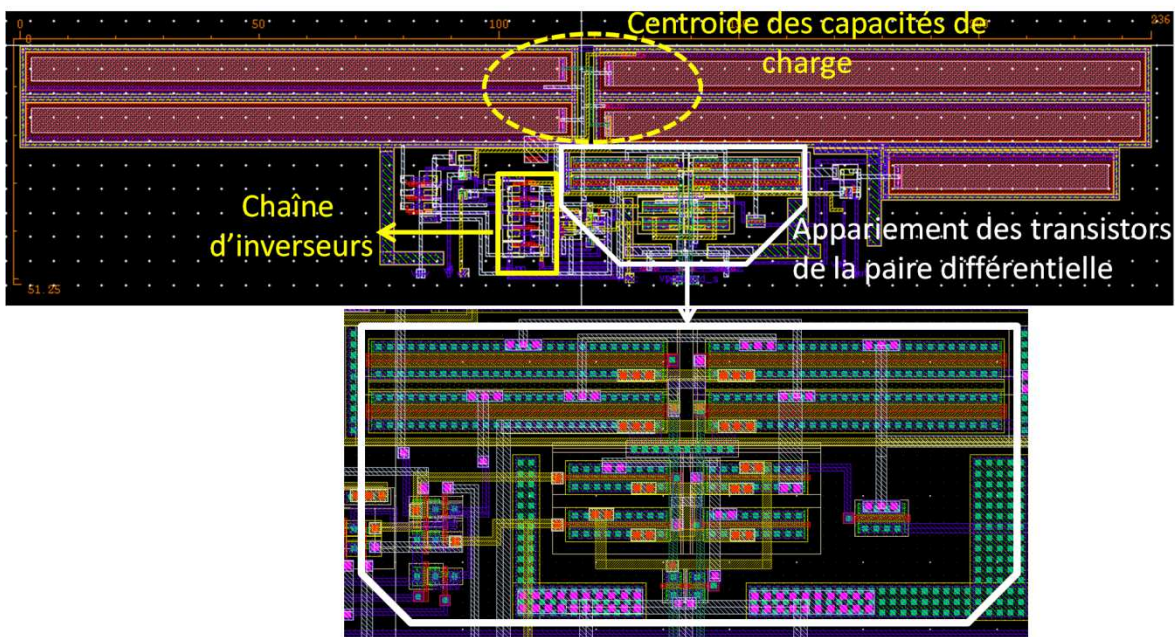 0
50
100
236
Centroide des capacités de
charge
Chaîne
d'inverseurs
Appariement des transistors
de la paire différentielle
51.25